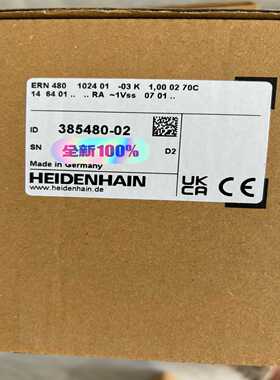 ERN 480 1024 01 -03 K 1,00 02 70C
14 64 01 .. .. RA ~1Vss 07 01 ..
ID 385480-02
SN 全新100% D2
Made in Germany
HEIDENHAIN
www.heidenhain.de
UK CA CE